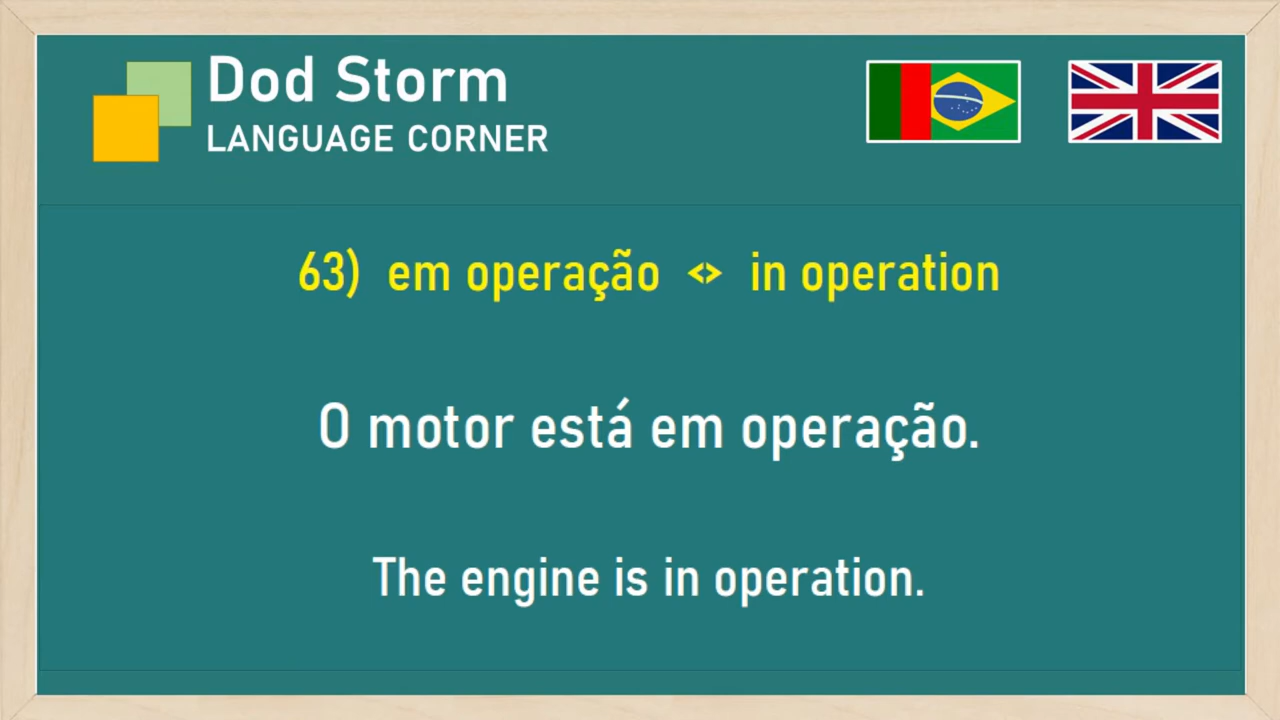 Dod Storm
LANGUAGE CORNER
63) em operação <> in operation
O motor está em operação.
The engine is in operation.